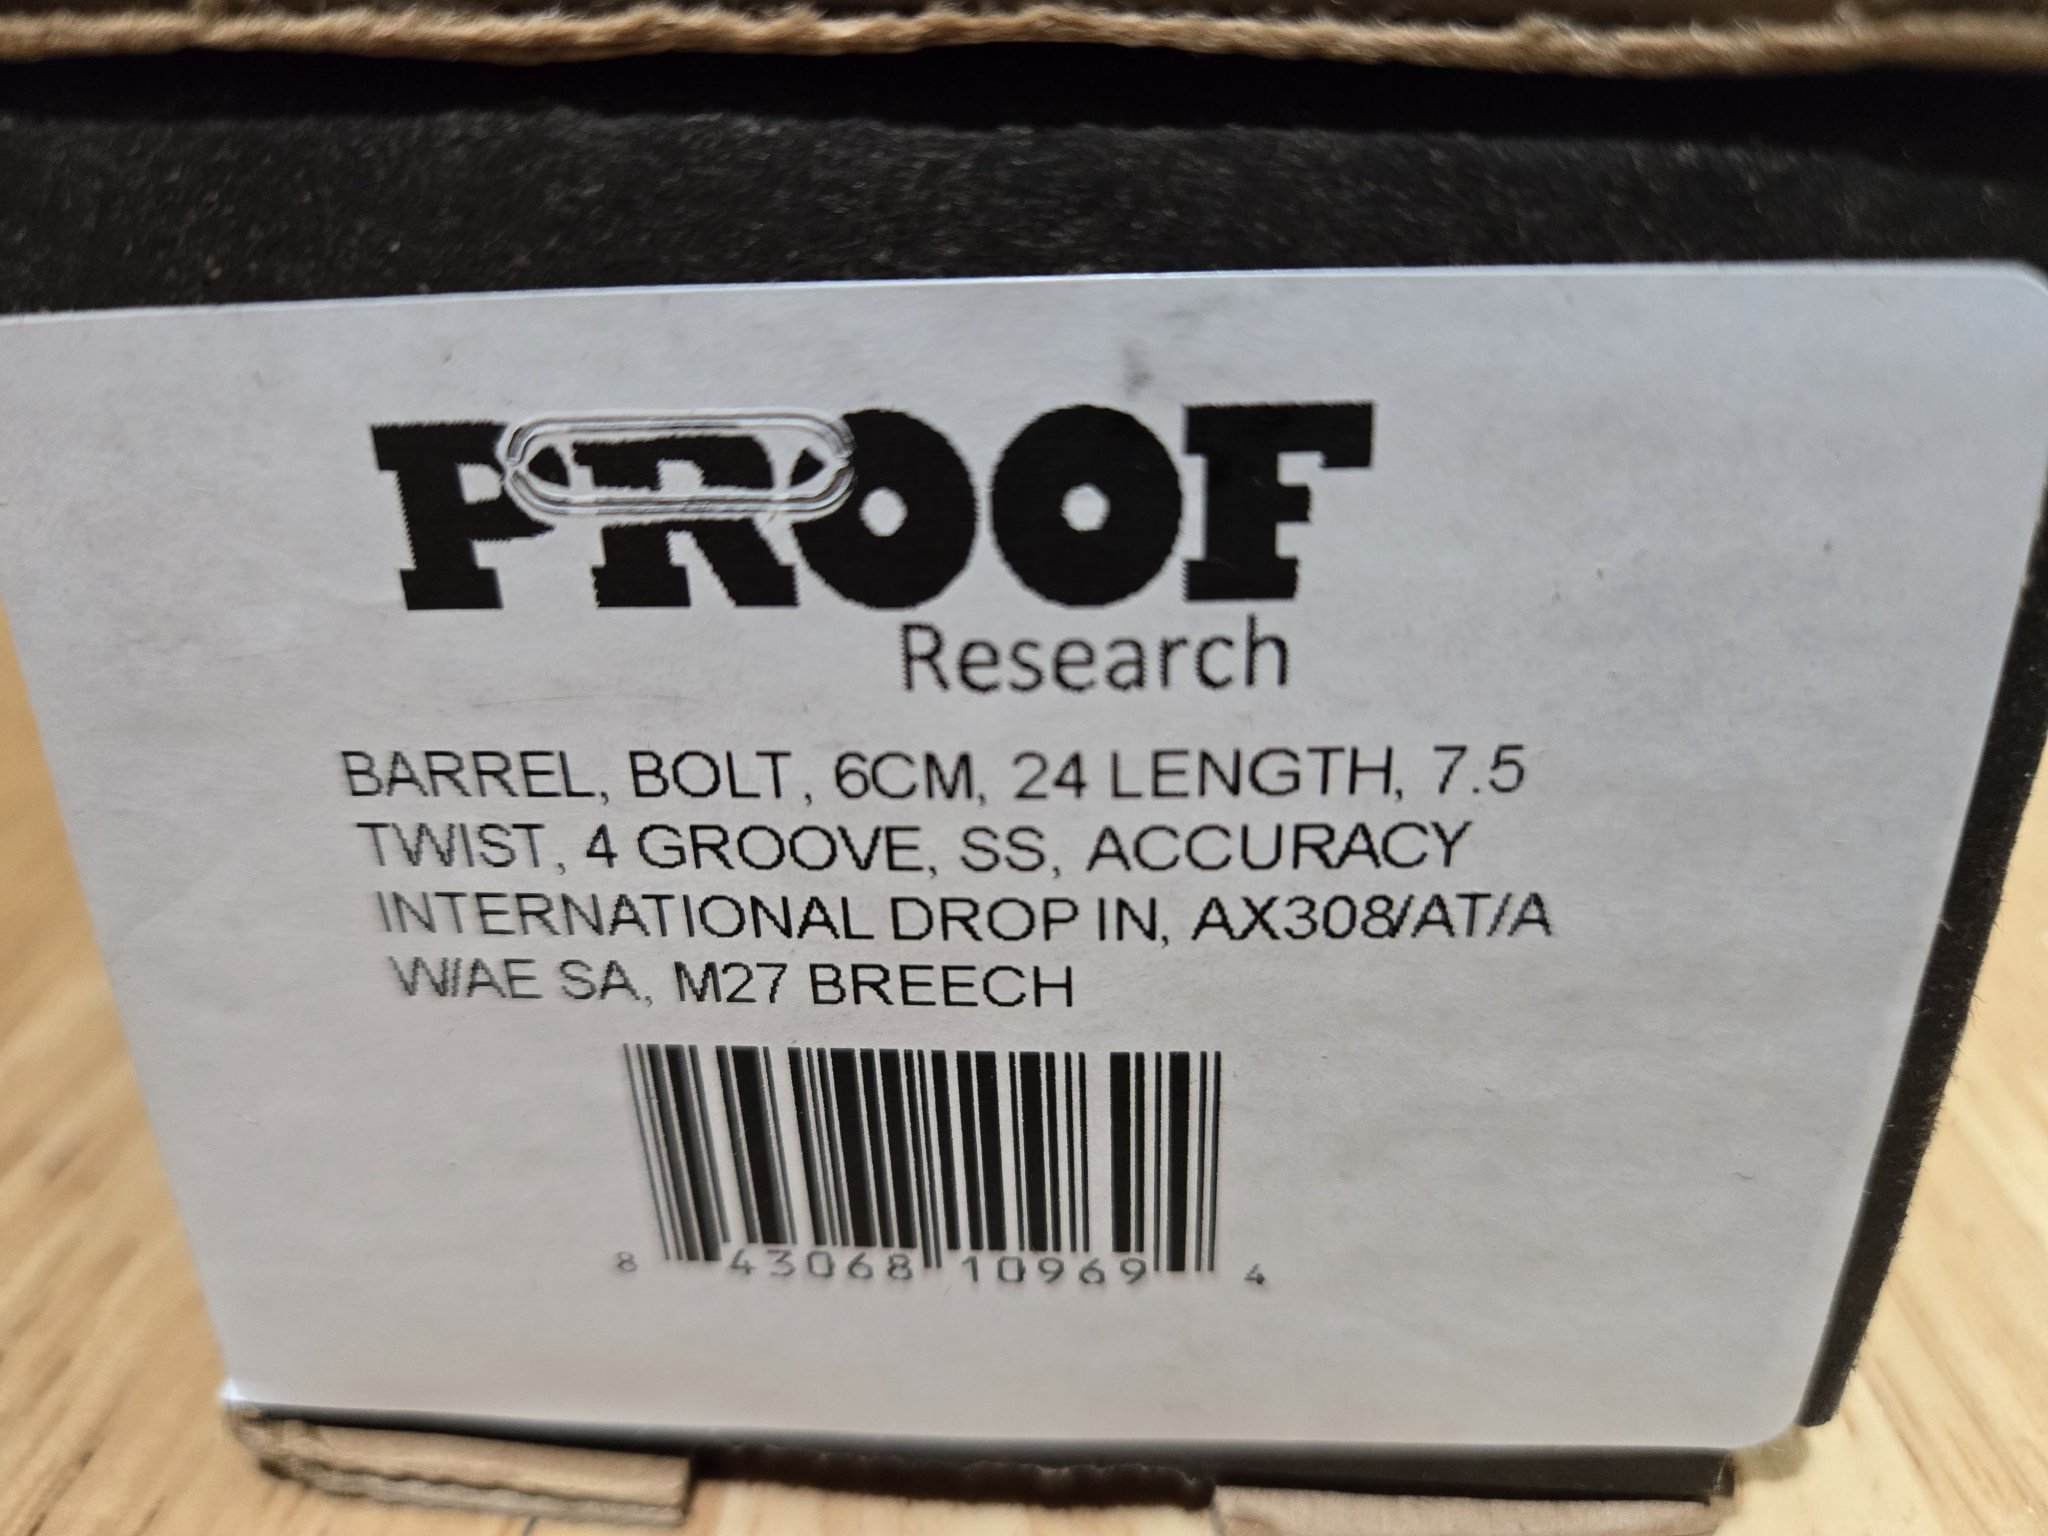 PROOF
Research
BARREL, BOLT, 6CM, 24 LENGTH, 7.5
TWIST, 4 GROOVE, SS, ACCURACY
INTERNATIONAL DROP IN, AX308/AT/A
W/AE SA, M27 BREECH
8 43068 10969 4